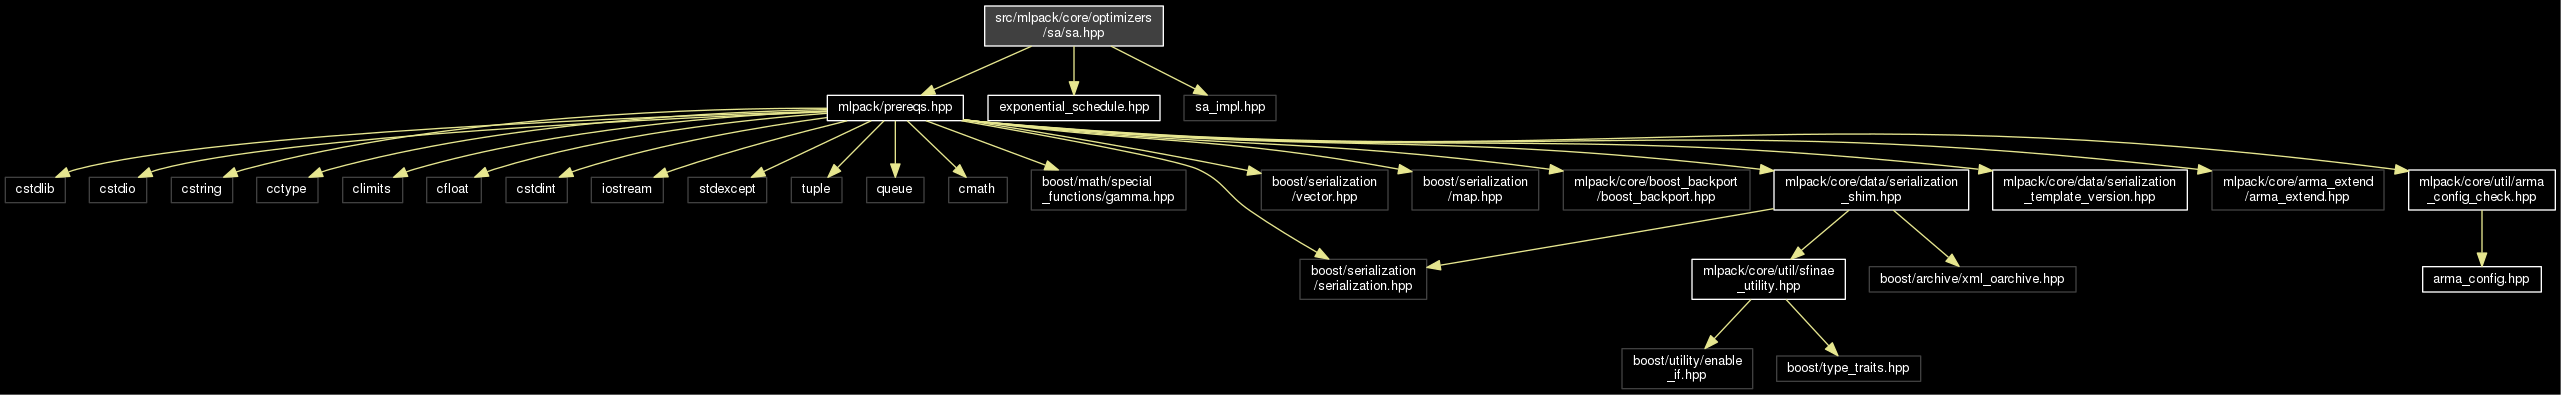 src/mlpack/core/optimizers
/sa/sa.hpp
mlpack/prereqs.hpp
exponential_schedule.hpp
sa_impl.hpp
cstdlib
cstdio
cstring
cctype
climits
cfloat
cstdint
iostream
stdexcept
tuple
queue
cmath
boost/math/special
_functions/gamma.hpp
boost/serialization
/vector.hpp
boost/serialization
/map.hpp
mlpack/core/boost_backport
/boost_backport.hpp
mlpack/core/data/serialization
_shim.hpp
mlpack/core/data/serialization
_template_version.hpp
mlpack/core/arma_extend
/arma_extend.hpp
mlpack/core/util/arma
_config_check.hpp
boost/serialization
/serialization.hpp
mlpack/core/util/sfinae
_utility.hpp
boost/archive/xml_oarchive.hpp
arma_config.hpp
boost/utility/enable
_if.hpp
boost/type_traits.hpp